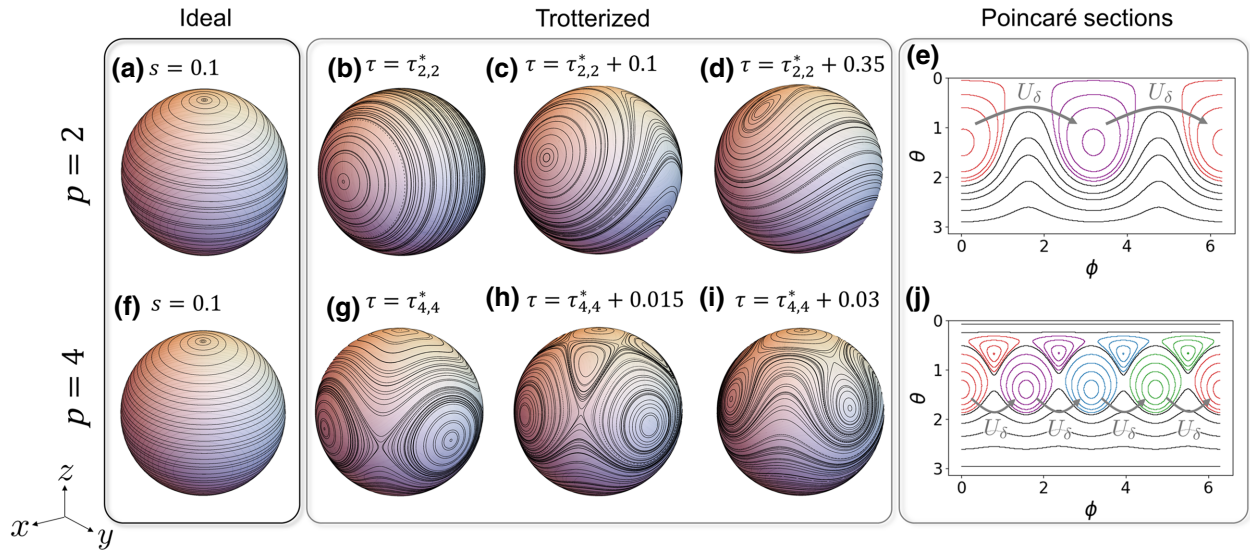 Ideal
Trotterized
Poincaré sections
(a) s = 0.1
(b) τ = τ*2,2
(c) τ = τ*2,2 + 0.1
(d) τ = τ*2,2 + 0.35
(e)
p = 2
0
1
2
3
θ
Uδ
Uδ
0 2 4 6
ϕ
(f) s = 0.1
(g) τ = τ*4,4
(h) τ = τ*4,4 + 0.015
(i) τ = τ*4,4 + 0.03
(j)
p = 4
0
1
2
3
θ
Uδ
Uδ
Uδ
Uδ
0 2 4 6
ϕ
z
x
y